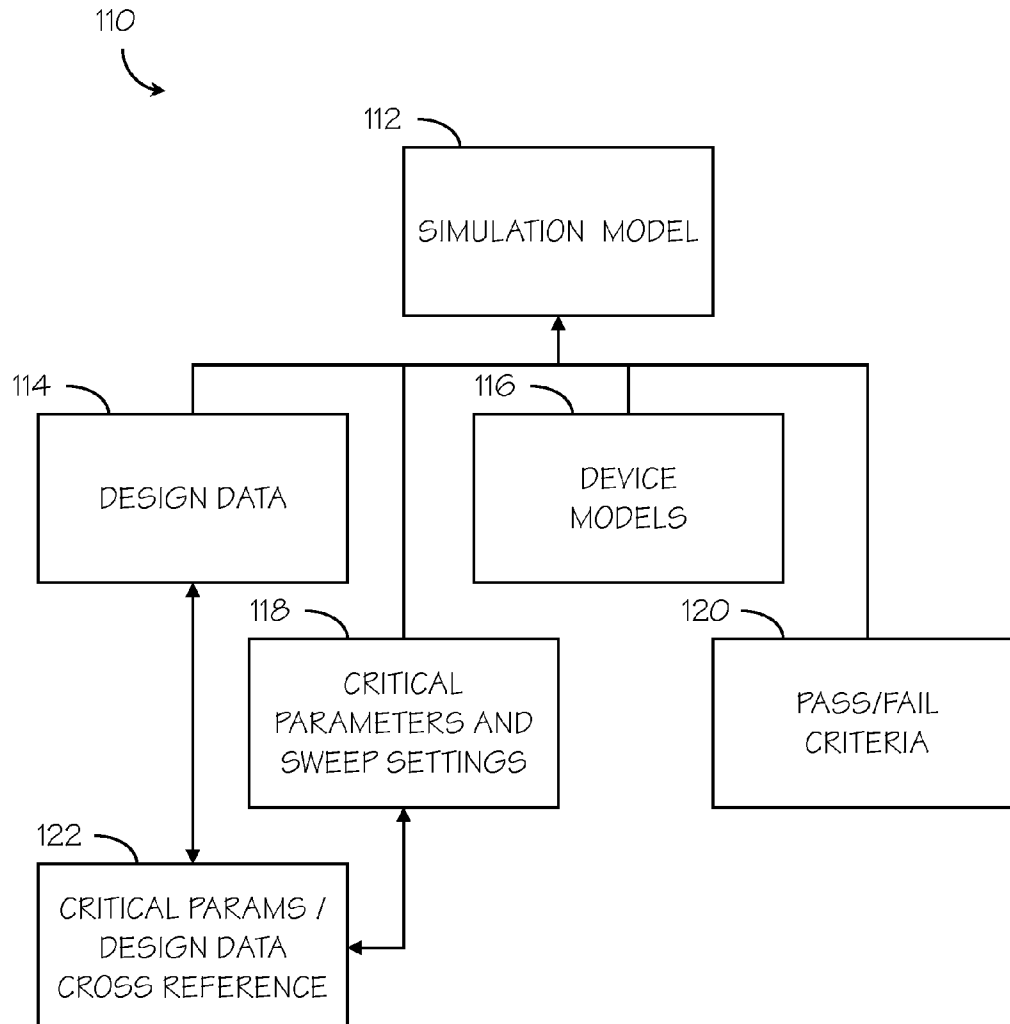 110
112
SIMULATION MODEL
114
DESIGN DATA
116
DEVICE
MODELS
118
CRITICAL
PARAMETERS AND
SWEEP SETTINGS
120
PASS/FAIL
CRITERIA
122
CRITICAL PARAMS /
DESIGN DATA
CROSS REFERENCE